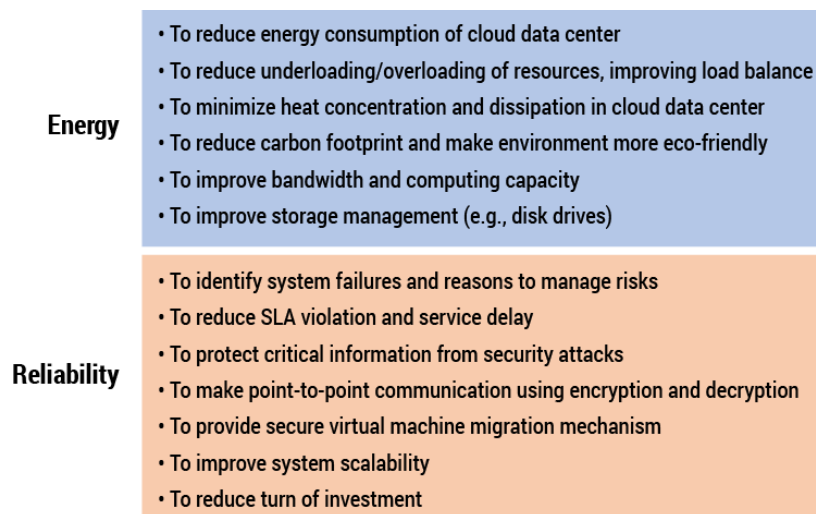 Energy
• To reduce energy consumption of cloud data center
• To reduce underloading/overloading of resources, improving load balance
• To minimize heat concentration and dissipation in cloud data center
• To reduce carbon footprint and make environment more eco-friendly
• To improve bandwidth and computing capacity
• To improve storage management (e.g., disk drives)
Reliability
• To identify system failures and reasons to manage risks
• To reduce SLA violation and service delay
• To protect critical information from security attacks
• To make point-to-point communication using encryption and decryption
• To provide secure virtual machine migration mechanism
• To improve system scalability
• To reduce turn of investment